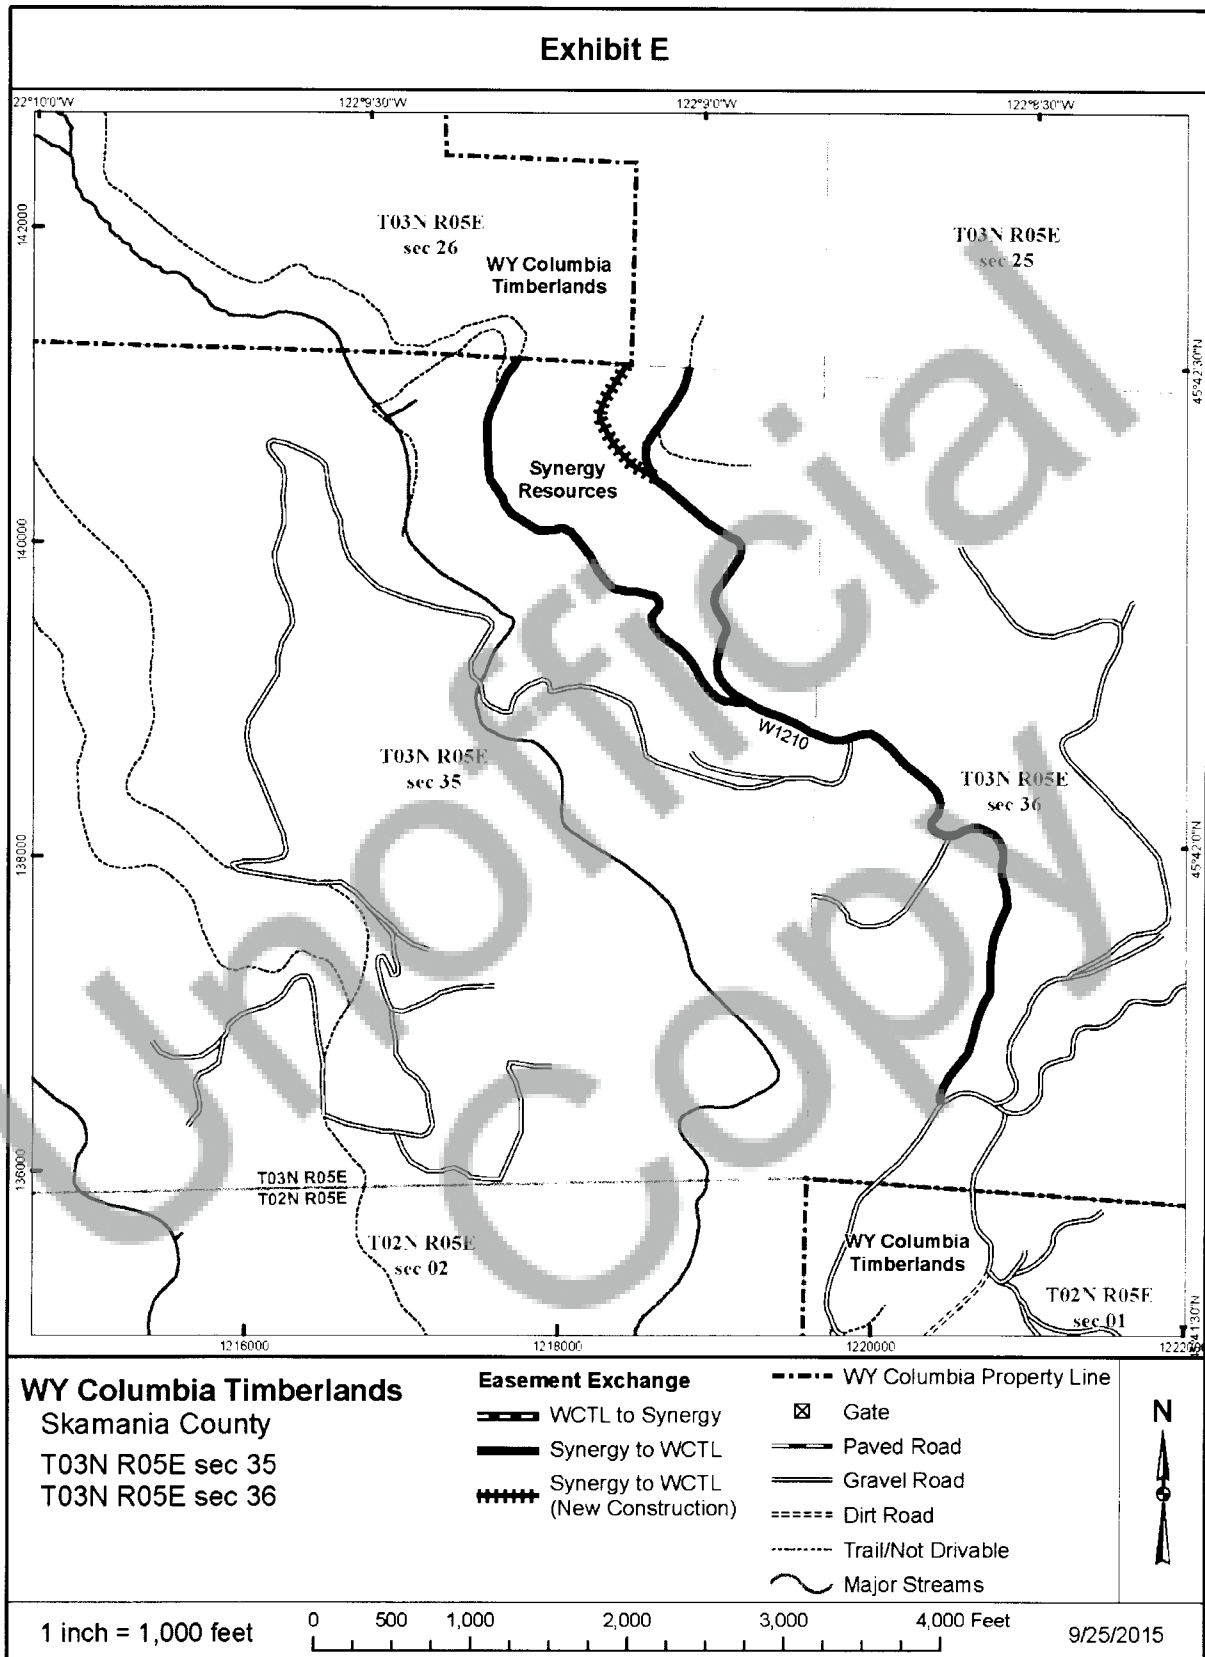 Exhibit E
22°10'0"W
122°9'30"W
122°9'0"W
122°8'30"W
142000
140000
138000
136000
45°42'30"N
45°42'0"N
45°41'30"N
T03N R05E
sec 26
WY Columbia
Timberlands
T03N R05E
sec 25
Synergy
Resources
W1210
T03N R05E
sec 35
T03N R05E
sec 36
T03N R05E
T02N R05E
T02N R05E
sec 02
WY Columbia
Timberlands
T02N R05E
sec 01
1216000
1218000
1220000
Unofficial
Copy
WY Columbia Timberlands
Skamania County
T03N R05E sec 35
T03N R05E sec 36
Easement Exchange
WCTL to Synergy
Synergy to WCTL
Synergy to WCTL
(New Construction)
WY Columbia Property Line
Gate
Paved Road
Gravel Road
Dirt Road
Trail/Not Drivable
Major Streams
N
1 inch = 1,000 feet
0 500 1,000 2,000 3,000 4,000 Feet
9/25/2015